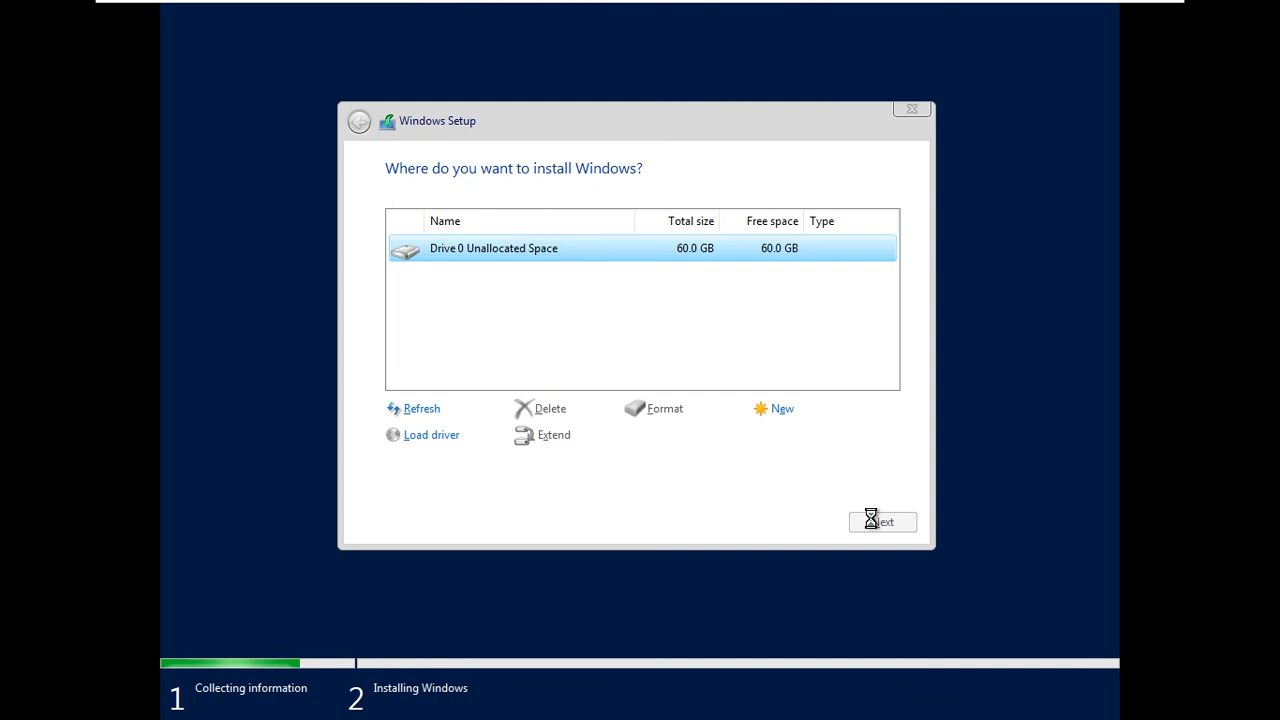 Windows Setup
Where do you want to install Windows?
Name Total size Free space Type
Drive 0 Unallocated Space 60.0 GB 60.0 GB
Refresh Delete Format New
Load driver Extend
1 Collecting information 2 Installing Windows